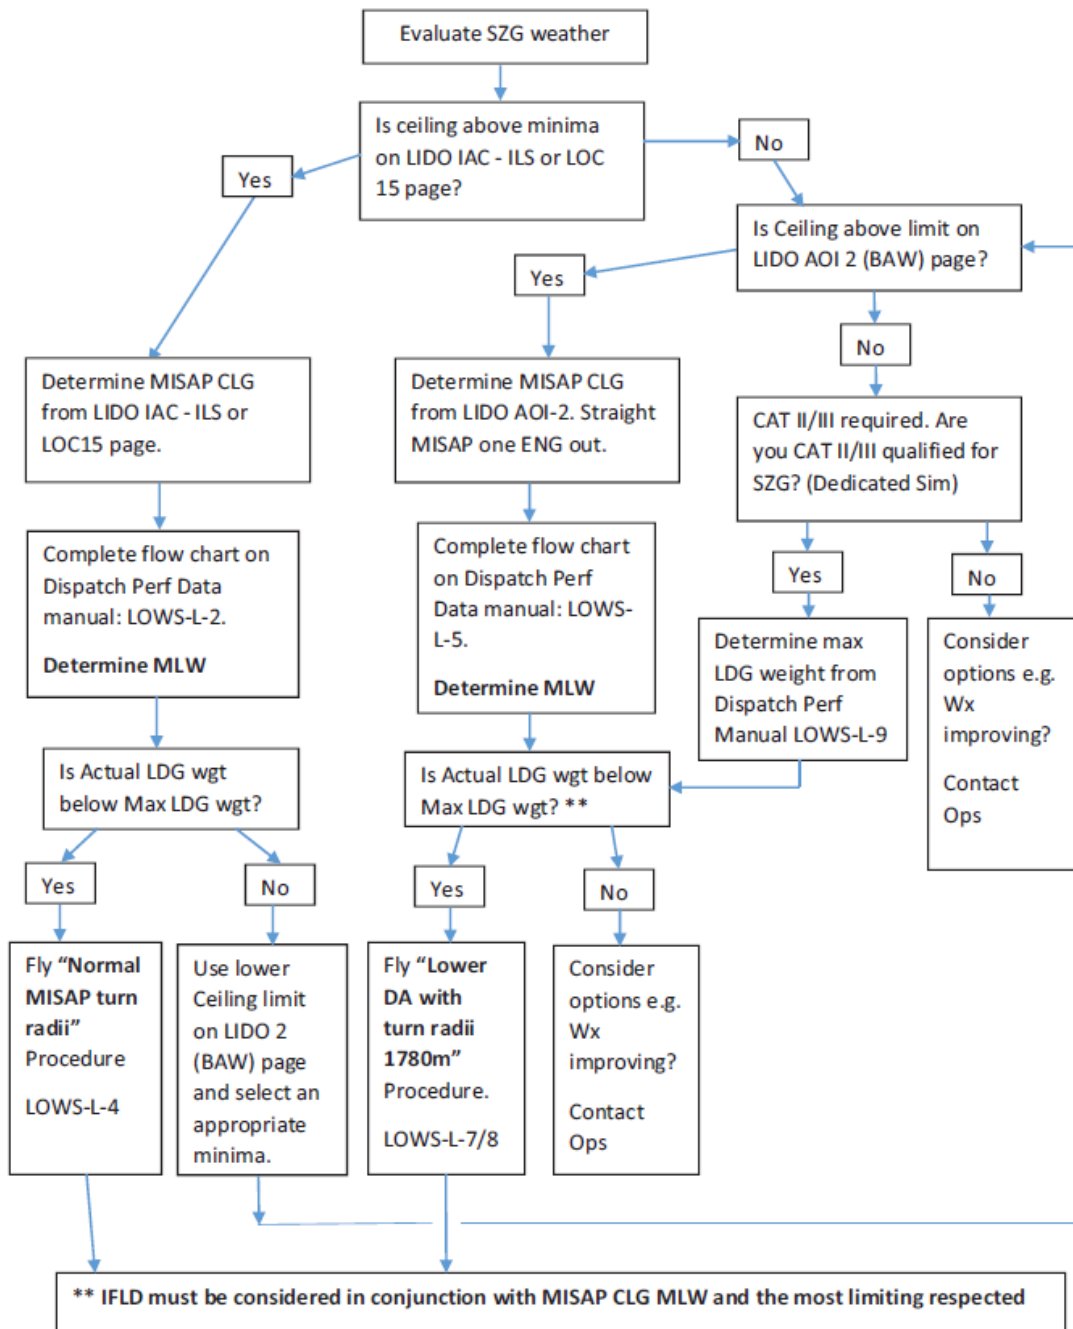 Evaluate SZG weather
Is ceiling above minima
on LIDO IAC - ILS or LOC
15 page?
No
Yes
Is Ceiling above limit on
LIDO AOI 2 (BAW) page?
Yes
No
Determine MISAP CLG
from LIDO IAC - ILS or
LOC15 page.
Determine MISAP CLG
from LIDO AOI-2. Straight
MISAP one ENG out.
CAT II/III required. Are
you CAT II/III qualified for
SZG? (Dedicated Sim)
Complete flow chart on
Dispatch Perf Data
manual: LOWS-L-2.
Determine MLW
Complete flow chart
on Dispatch Perf
Data manual: LOWS-
L-5.
Determine MLW
Yes
No
Determine max
LDG weight from
Dispatch Perf
Manual LOWS-L-9
Consider
options e.g.
Wx
improving?
Contact
Ops
Is Actual LDG wgt
below Max LDG wgt?
Is Actual LDG wgt below
Max LDG wgt? **
Yes
No
Yes
No
Fly “Normal
MISAP turn
radii”
Procedure
LOWS-L-4
Use lower
Ceiling limit
on LIDO 2
(BAW) page
and select an
appropriate
minima.
Fly “Lower
DA with
turn radii
1780m”
Procedure.
LOWS-L-7/8
Consider
options e.g.
Wx
improving?
Contact
Ops
** IFLD must be considered in conjunction with MISAP CLG MLW and the most limiting respected